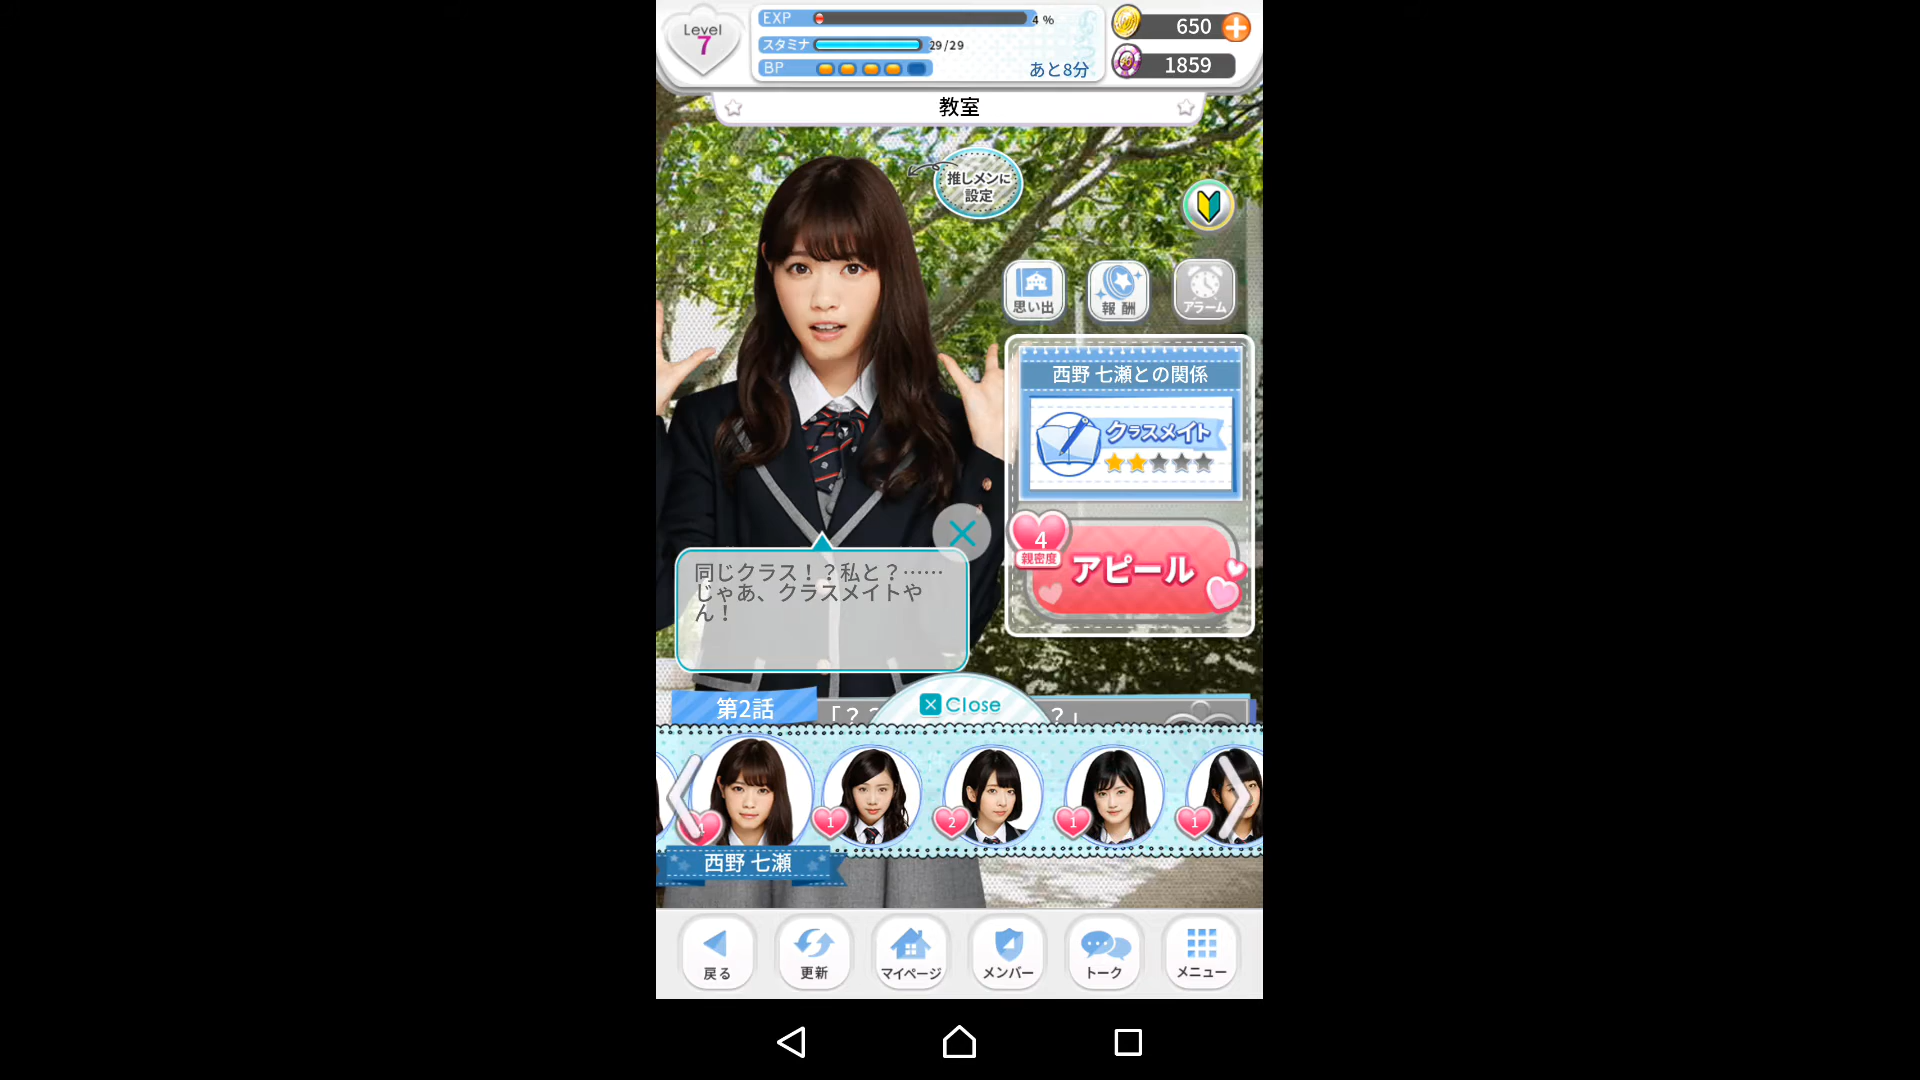 Level
7
EXP
4 %
スタミナ
29/29
BP
あと8分
650
1859
教室
推しメンに
設定
思い出
報酬
アラーム
西野 七瀬との関係
クラスメイト
4
親密度
アピール
同じクラス！？私と？……
じゃあ、クラスメイトや
ん！
第2話
「？？
？」
Close
4
1
2
1
1
西野 七瀬
戻る
更新
マイページ
メンバー
トーク
メニュー